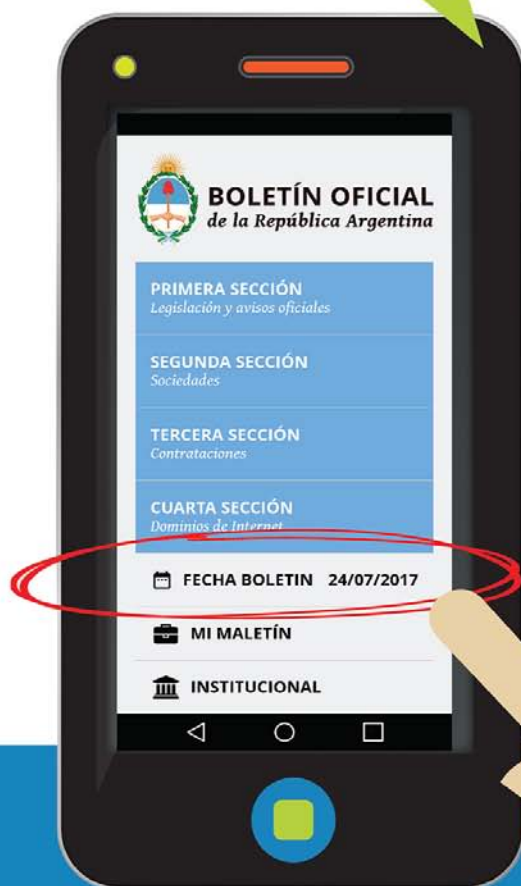 BOLETÍN OFICIAL
de la República Argentina
PRIMERA SECCIÓN
Legislación y avisos oficiales
SEGUNDA SECCIÓN
Sociedades
TERCERA SECCIÓN
Contrataciones
CUARTA SECCIÓN
Dominios de Internet
FECHA BOLETIN 24/07/2017
MI MALETÍN
INSTITUCIONAL